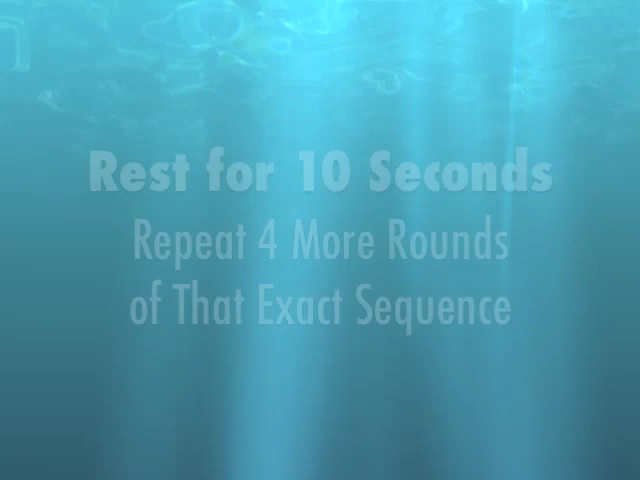 Rest for 10 Seconds
Repeat 4 More Rounds
of That Exact Sequence